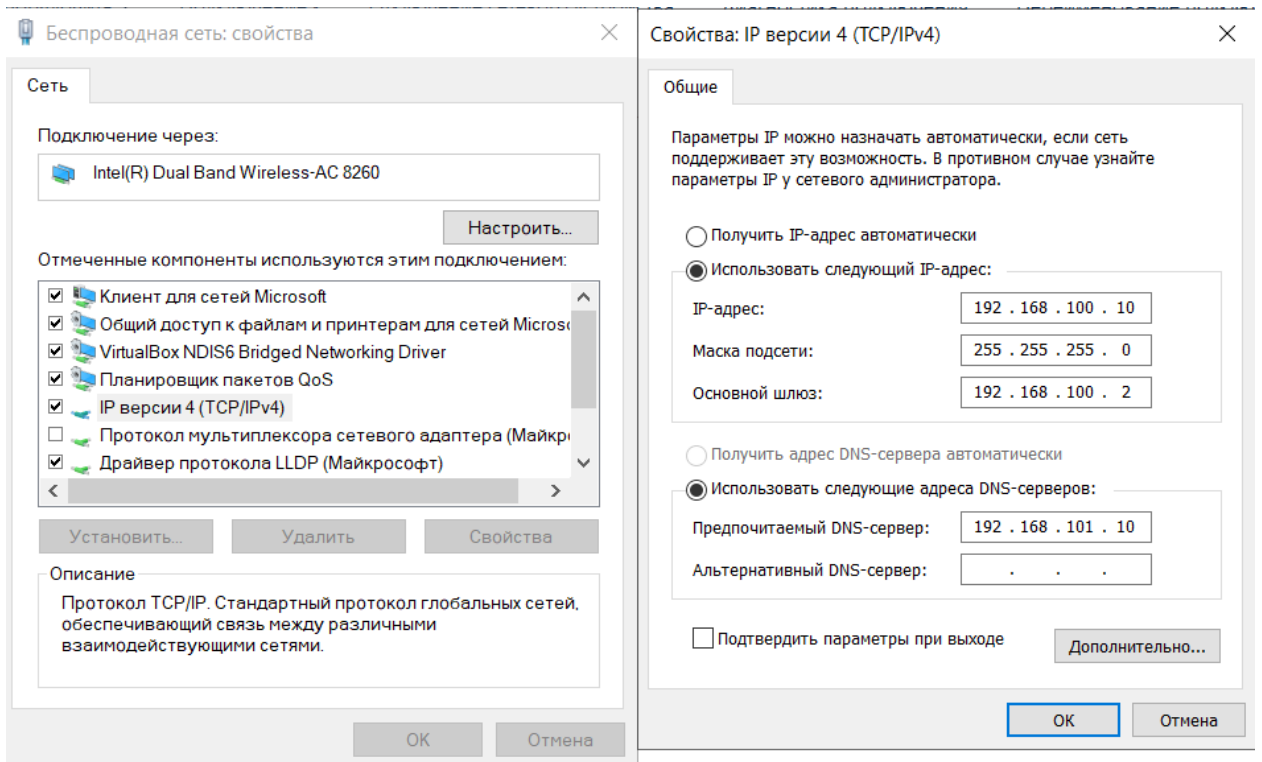 Беспроводная сеть: свойства
Сеть
Подключение через:
Intel(R) Dual Band Wireless-AC 8260
Настроить...
Отмеченные компоненты используются этим подключением:
Клиент для сетей Microsoft
Общий доступ к файлам и принтерам для сетей Micros
VirtualBox NDIS6 Bridged Networking Driver
Планировщик пакетов QoS
IP версии 4 (TCP/IPv4)
Протокол мультиплексора сетевого адаптера (Майкр
Драйвер протокола LLDP (Майкрософт)
Установить...
Удалить
Свойства
Описание
Протокол TCP/IP. Стандартный протокол глобальных сетей,
обеспечивающий связь между различными
взаимодействующими сетями.
ОК
Отмена
Свойства: IP версии 4 (TCP/IPv4)
Общие
Параметры IP можно назначать автоматически, если сеть
поддерживает эту возможность. В противном случае узнайте
параметры IP у сетевого администратора.
Получить IP-адрес автоматически
Использовать следующий IP-адрес:
IP-адрес: 192 . 168 . 100 . 10
Маска подсети: 255 . 255 . 255 . 0
Основной шлюз: 192 . 168 . 100 . 2
Получить адрес DNS-сервера автоматически
Использовать следующие адреса DNS-серверов:
Предпочитаемый DNS-сервер: 192 . 168 . 101 . 10
Альтернативный DNS-сервер: . . .
Подтвердить параметры при выходе
Дополнительно...
ОК
Отмена